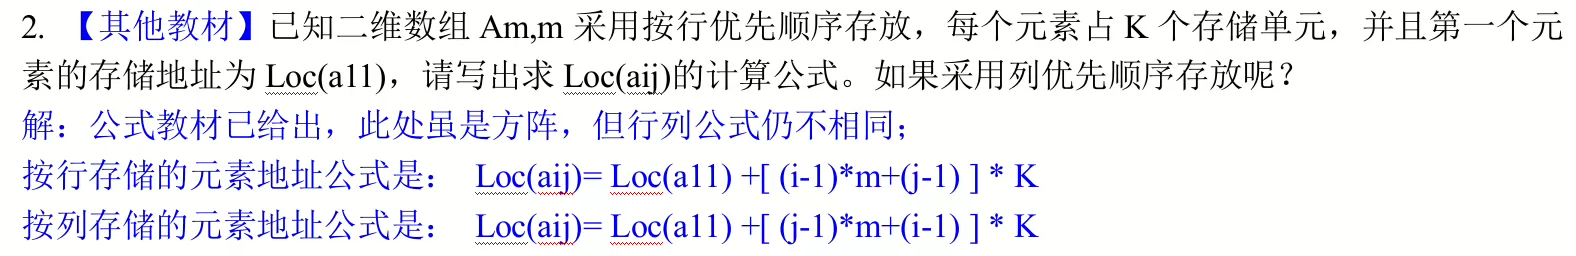 2. 【其他教材】已知二维数组 Am,m 采用按行优先顺序存放，每个元素占 K 个存储单元，并且第一个元
素的存储地址为 Loc(a11)，请写出求 Loc(aij)的计算公式。如果采用列优先顺序存放呢？
解：公式教材已给出，此处虽是方阵，但行列公式仍不相同；
按行存储的元素地址公式是： Loc(aij)= Loc(a11) +[ (i-1)*m+(j-1) ] * K
按列存储的元素地址公式是： Loc(aij)= Loc(a11) +[ (j-1)*m+(i-1) ] * K